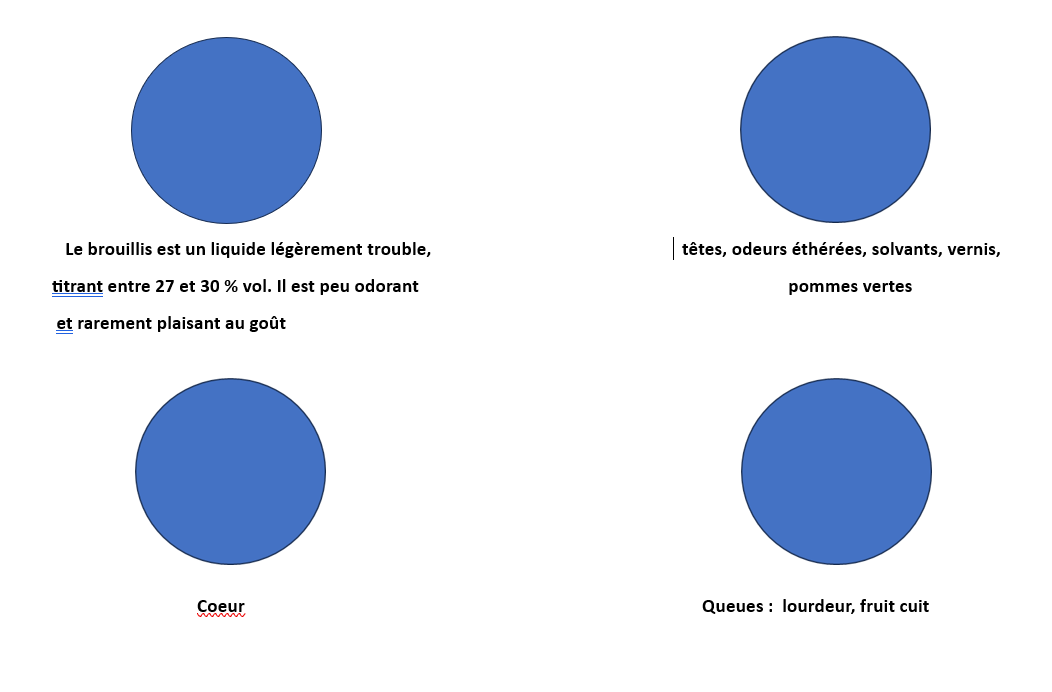 Le brouillis est un liquide légèrement trouble,
titrant entre 27 et 30 % vol. Il est peu odorant
et rarement plaisant au goût
têtes, odeurs éthérées, solvants, vernis,
pommes vertes
Coeur
Queues :  lourdeur, fruit cuit